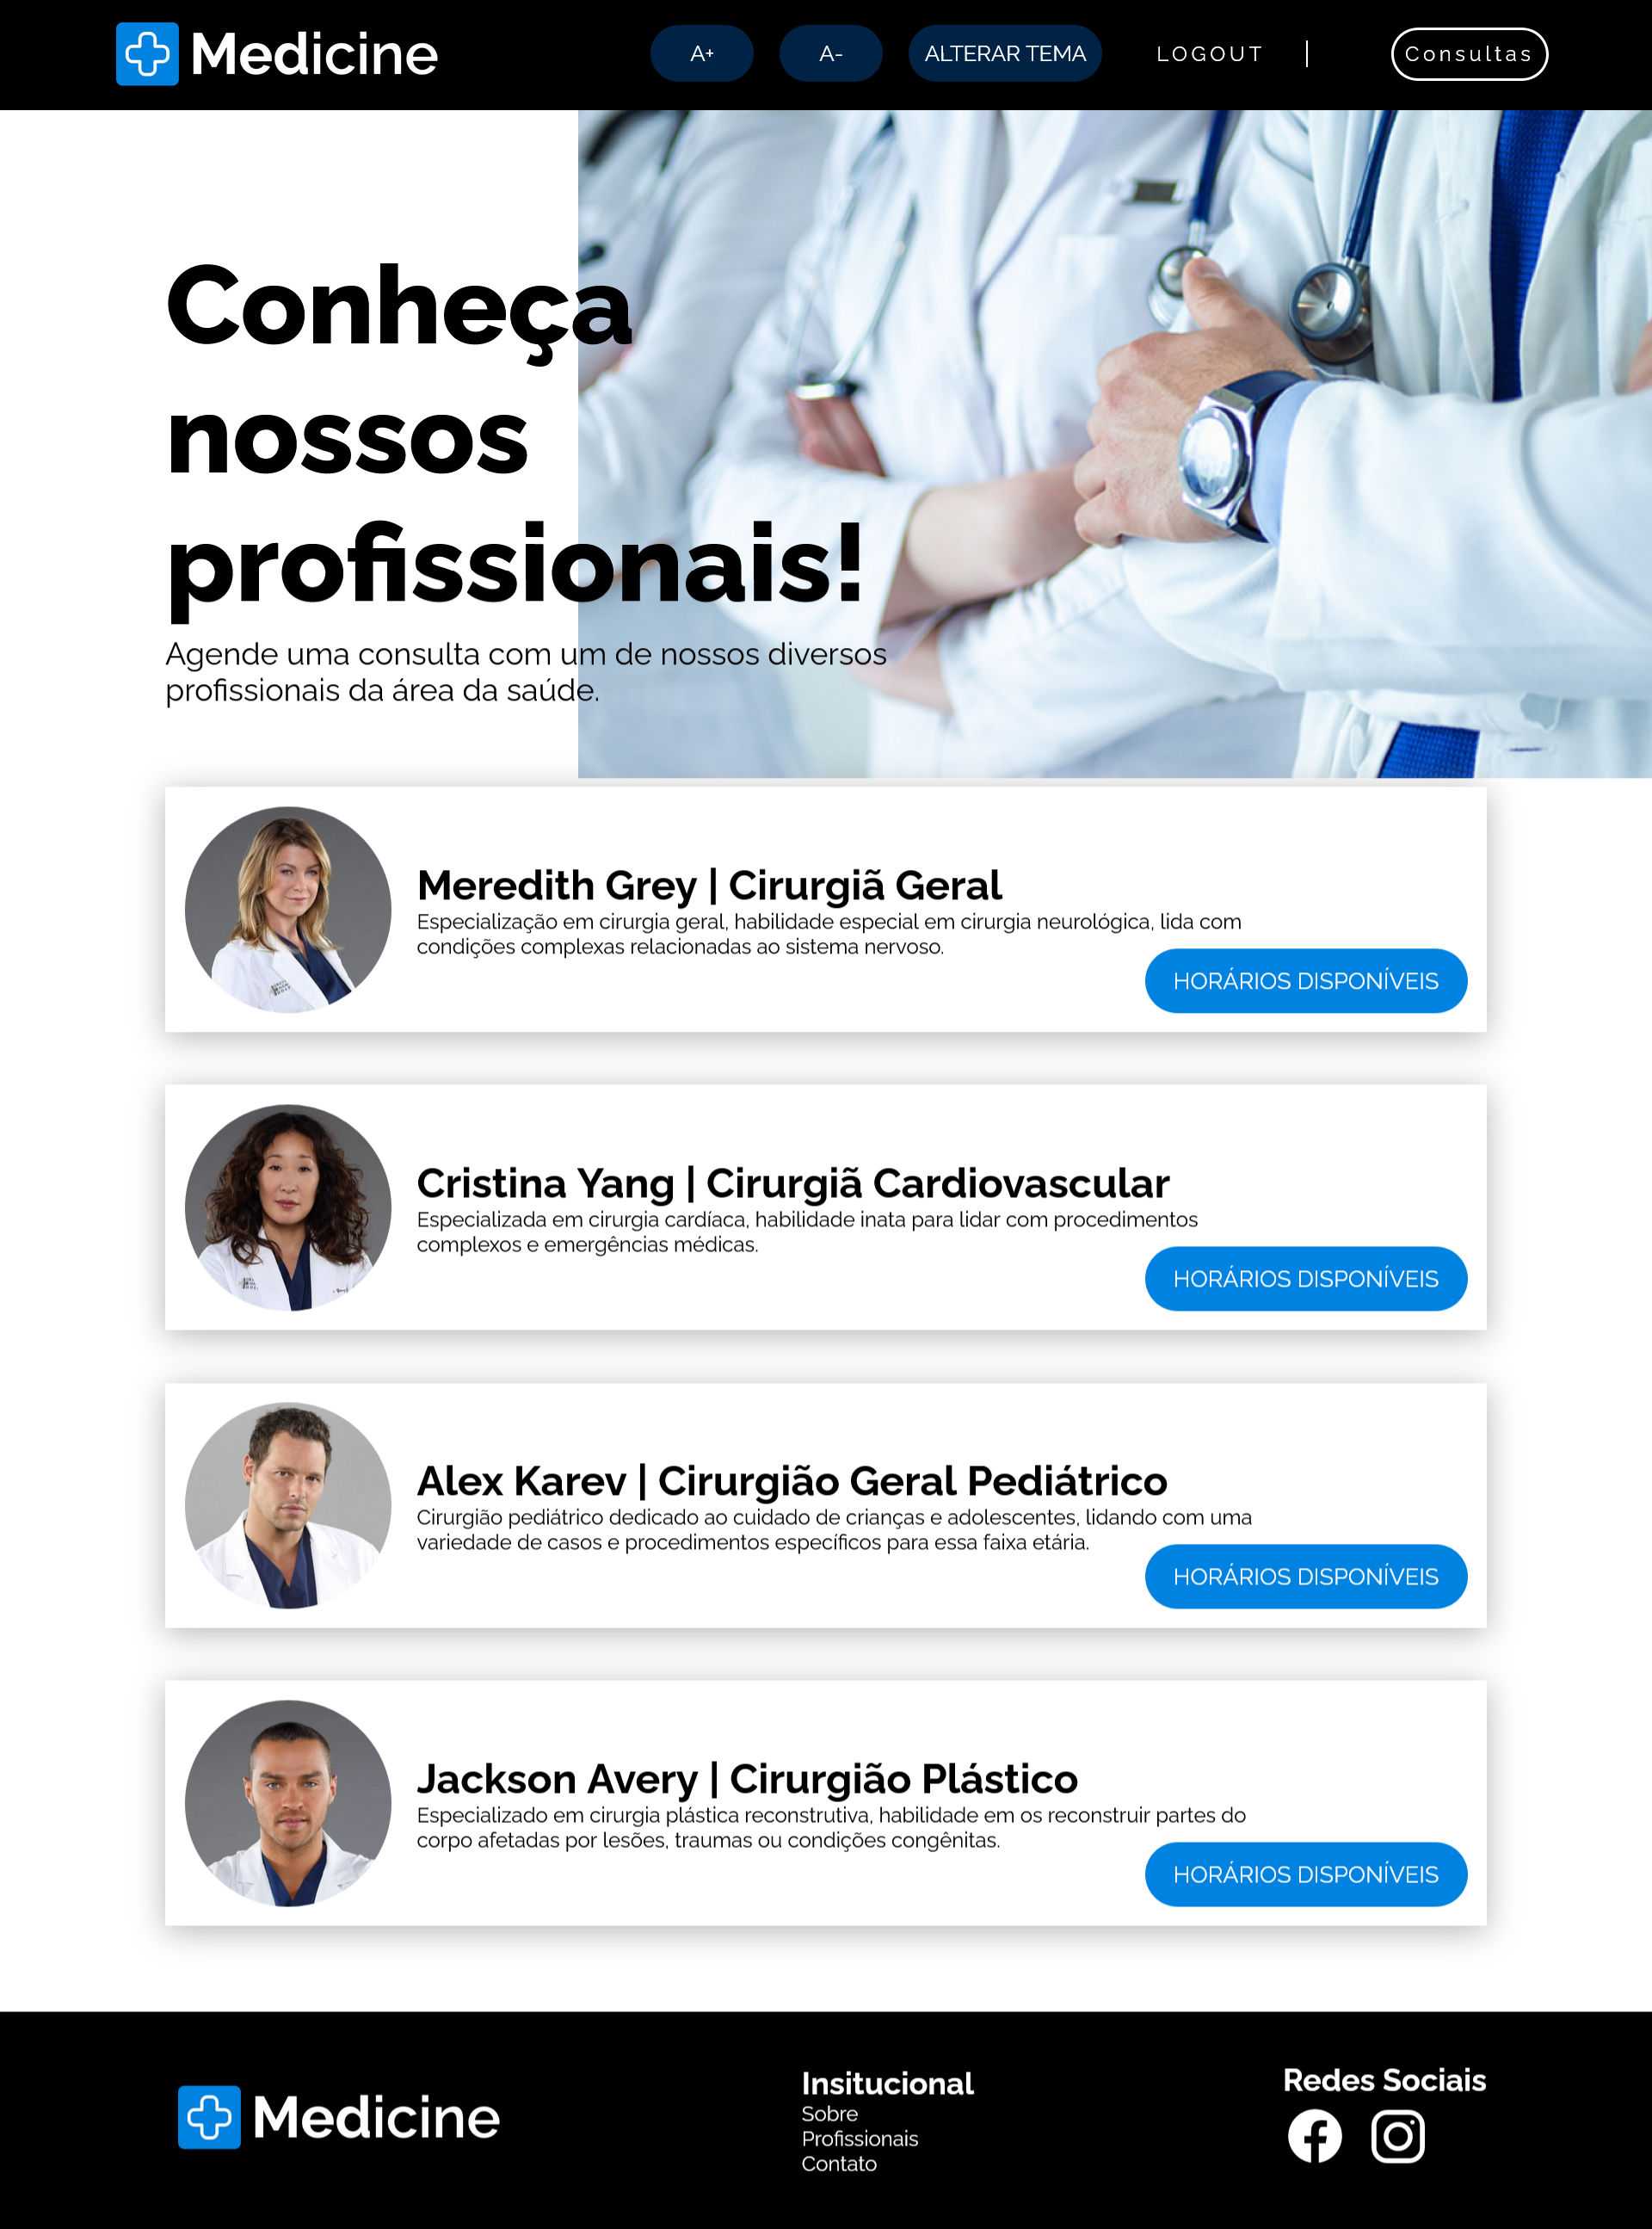 Medicine
A+
A-
ALTERAR TEMA
LOGOUT
Consultas
Conheça
nossos
profissionais!
Agende uma consulta com um de nossos diversos
profissionais da área da saúde.
Meredith Grey | Cirurgiã Geral
Especialização em cirurgia geral, habilidade especial em cirurgia neurológica, lida com
condições complexas relacionadas ao sistema nervoso.
HORÁRIOS DISPONÍVEIS
Cristina Yang | Cirurgiã Cardiovascular
Especializada em cirurgia cardíaca, habilidade inata para lidar com procedimentos
complexos e emergências médicas.
HORÁRIOS DISPONÍVEIS
Alex Karev | Cirurgião Geral Pediátrico
Cirurgião pediátrico dedicado ao cuidado de crianças e adolescentes, lidando com uma
variedade de casos e procedimentos específicos para essa faixa etária.
HORÁRIOS DISPONÍVEIS
Jackson Avery | Cirurgião Plástico
Especializado em cirurgia plástica reconstrutiva, habilidade em os reconstruir partes do
corpo afetadas por lesões, traumas ou condições congênitas.
HORÁRIOS DISPONÍVEIS
Medicine
Insitucional
Sobre
Profissionais
Contato
Redes Sociais